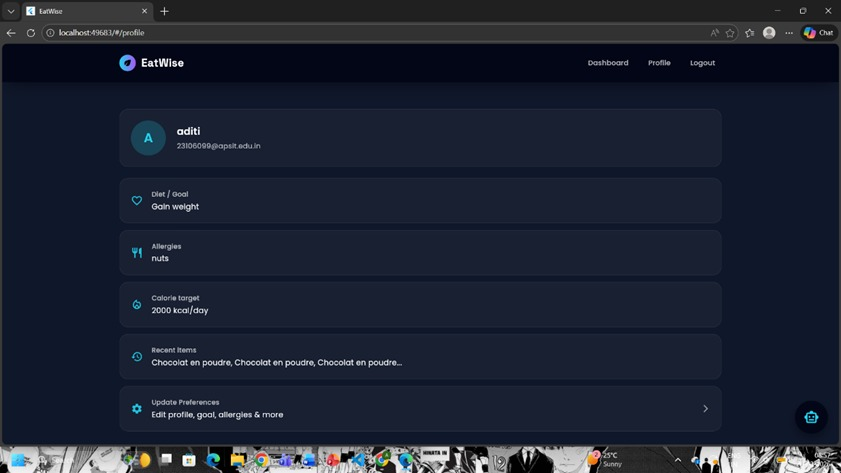 EatWise
localhost:49683/#/profile
Chat
EatWise
Dashboard Profile Logout
A
aditi
23106099@apsit.edu.in
Diet / Goal
Gain weight
Allergies
nuts
Calorie target
2000 kcal/day
Recent Items
Chocolat en poudre, Chocolat en poudre, Chocolat en poudre...
Update Preferences
Edit profile, goal, allergies & more
HINATA IN
25°C
Sunny